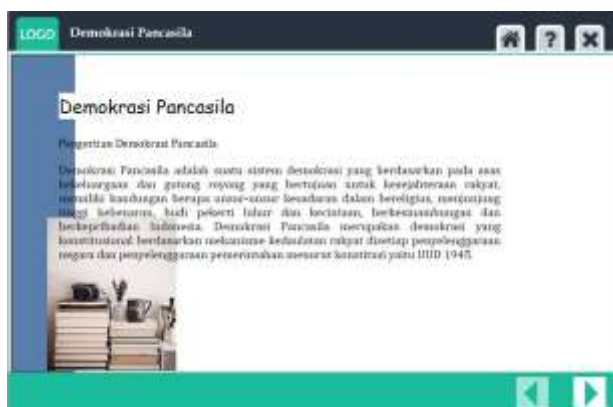 LOGO Demokrasi Pancasila
?
Demokrasi Pancasila
Pengertian Demokrasi Pancasila
Demokrasi Pancasila adalah suatu sistem demokrasi yang berdasarkan pada asas
kekeluargaan dan gotong royong yang bertujuan untuk kesejahteraan rakyat,
memiliki kandungan berapa unsur-unsur kesadaran dalam bereligius, menjunjung
tinggi kebenaran, budi pekerti luhur dan kecintaan, berkesinambungan dan
berkepribadian Indonesia. Demokrasi Pancasila merupakan demokrasi yang
konstitusional berdasarkan mekanisme kedaulatan rakyat disetiap penyelenggaraan
negara dan penyelenggaraan pemerintahan menurut konstitusi yaitu UUD 1945.